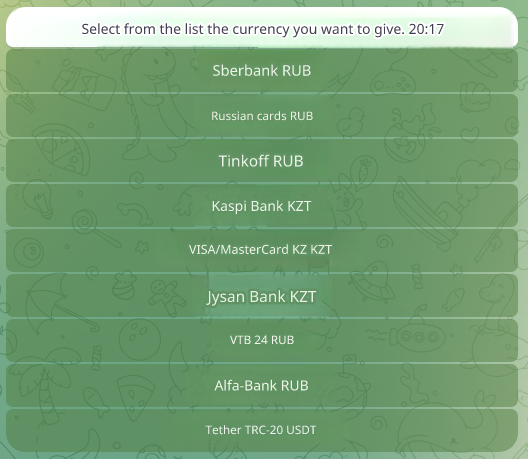 Select from the list the currency you want to give. 20:17
Sberbank RUB
Russian cards RUB
Tinkoff RUB
Kaspi Bank KZT
VISA/MasterCard KZ KZT
Jysan Bank KZT
VTB 24 RUB
Alfa-Bank RUB
Tether TRC-20 USDT